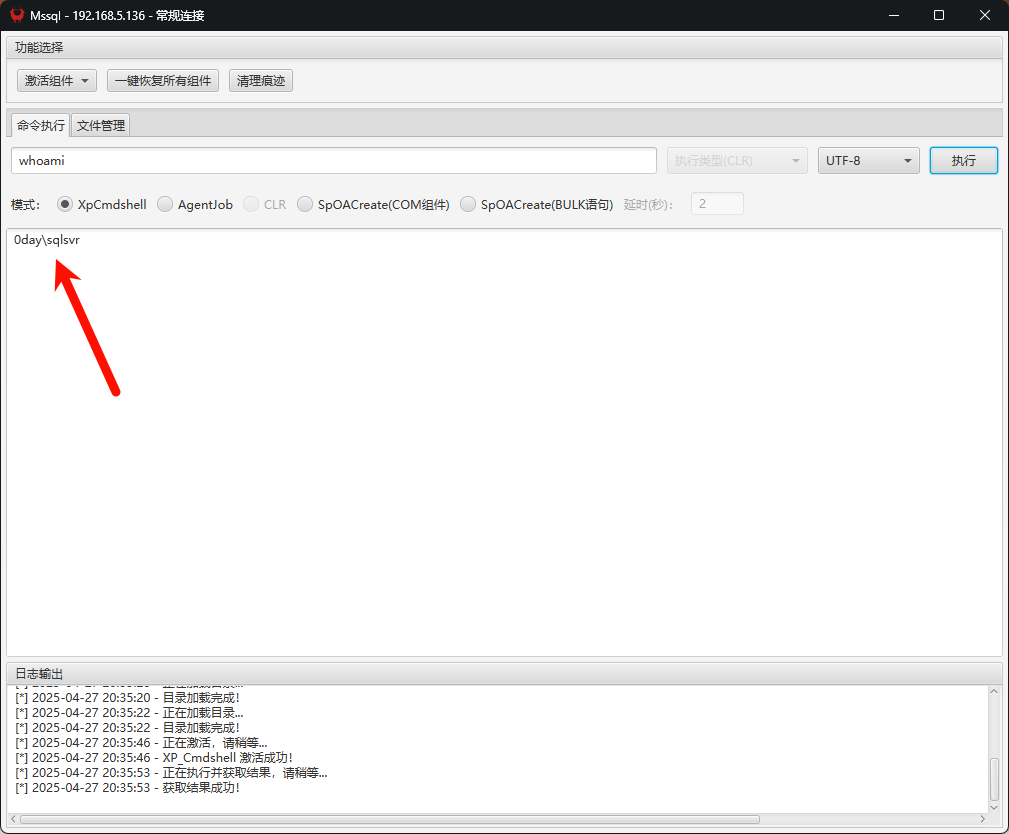 Mssql - 192.168.5.136 - 常规连接
功能选择
激活组件 一键恢复所有组件 清理痕迹
命令执行 文件管理
whoami 执行类型(CLR) UTF-8 执行
模式: XpCmdshell AgentJob CLR SpOACreate(COM组件) SpOACreate(BULK语句) 延时(秒): 2
0day\sqlsvr
日志输出
[*] 2025-04-27 20:35:20 - 目录加载完成!
[*] 2025-04-27 20:35:22 - 正在加载目录...
[*] 2025-04-27 20:35:22 - 目录加载完成!
[*] 2025-04-27 20:35:46 - 正在激活，请稍等...
[*] 2025-04-27 20:35:46 - XP_Cmdshell 激活成功!
[*] 2025-04-27 20:35:53 - 正在执行并获取结果，请稍等...
[*] 2025-04-27 20:35:53 - 获取结果成功!